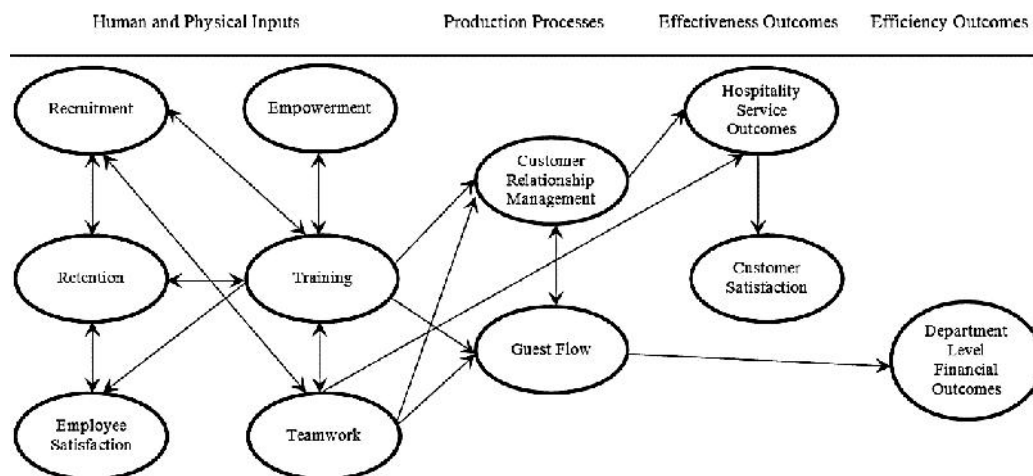 Human and Physical Inputs
Production Processes
Effectiveness Outcomes
Efficiency Outcomes
Recruitment
Empowerment
Hospitality
Service
Outcomes
Customer
Relationship
Management
Retention
Training
Customer
Satisfaction
Guest Flow
Department
Level
Financial
Outcomes
Employee
Satisfaction
Teamwork